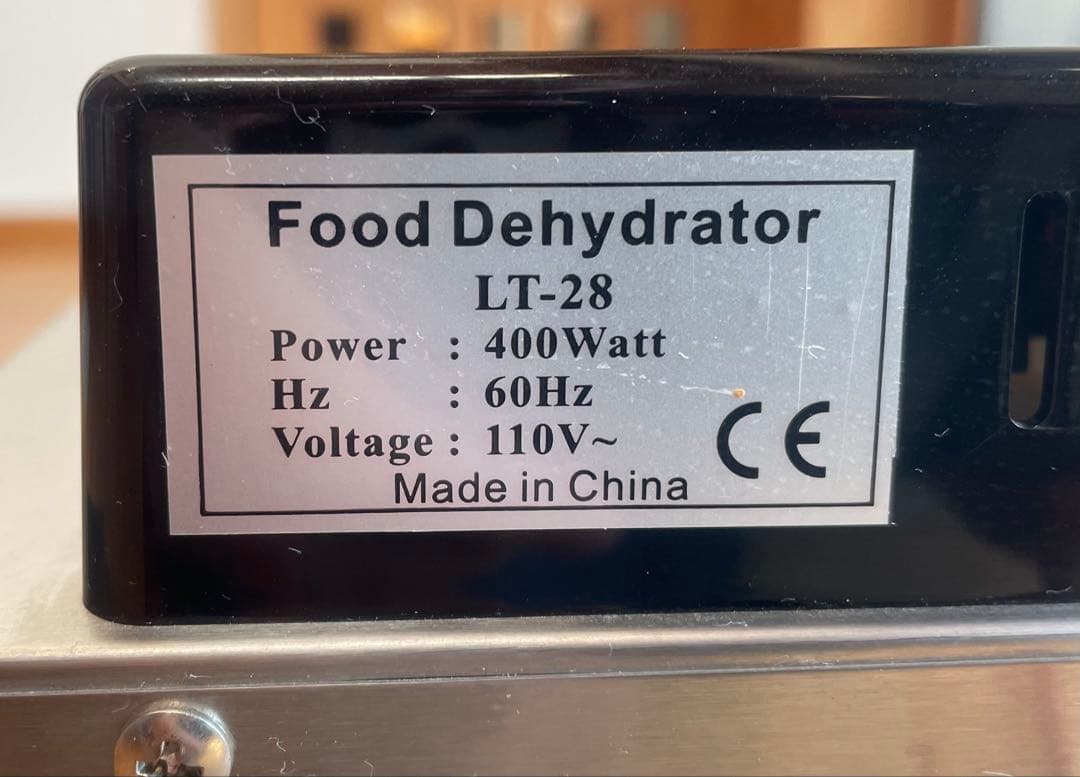 Food Dehydrator
LT-28
Power : 400Watt
Hz : 60Hz
Voltage : 110V~
CE
Made in China